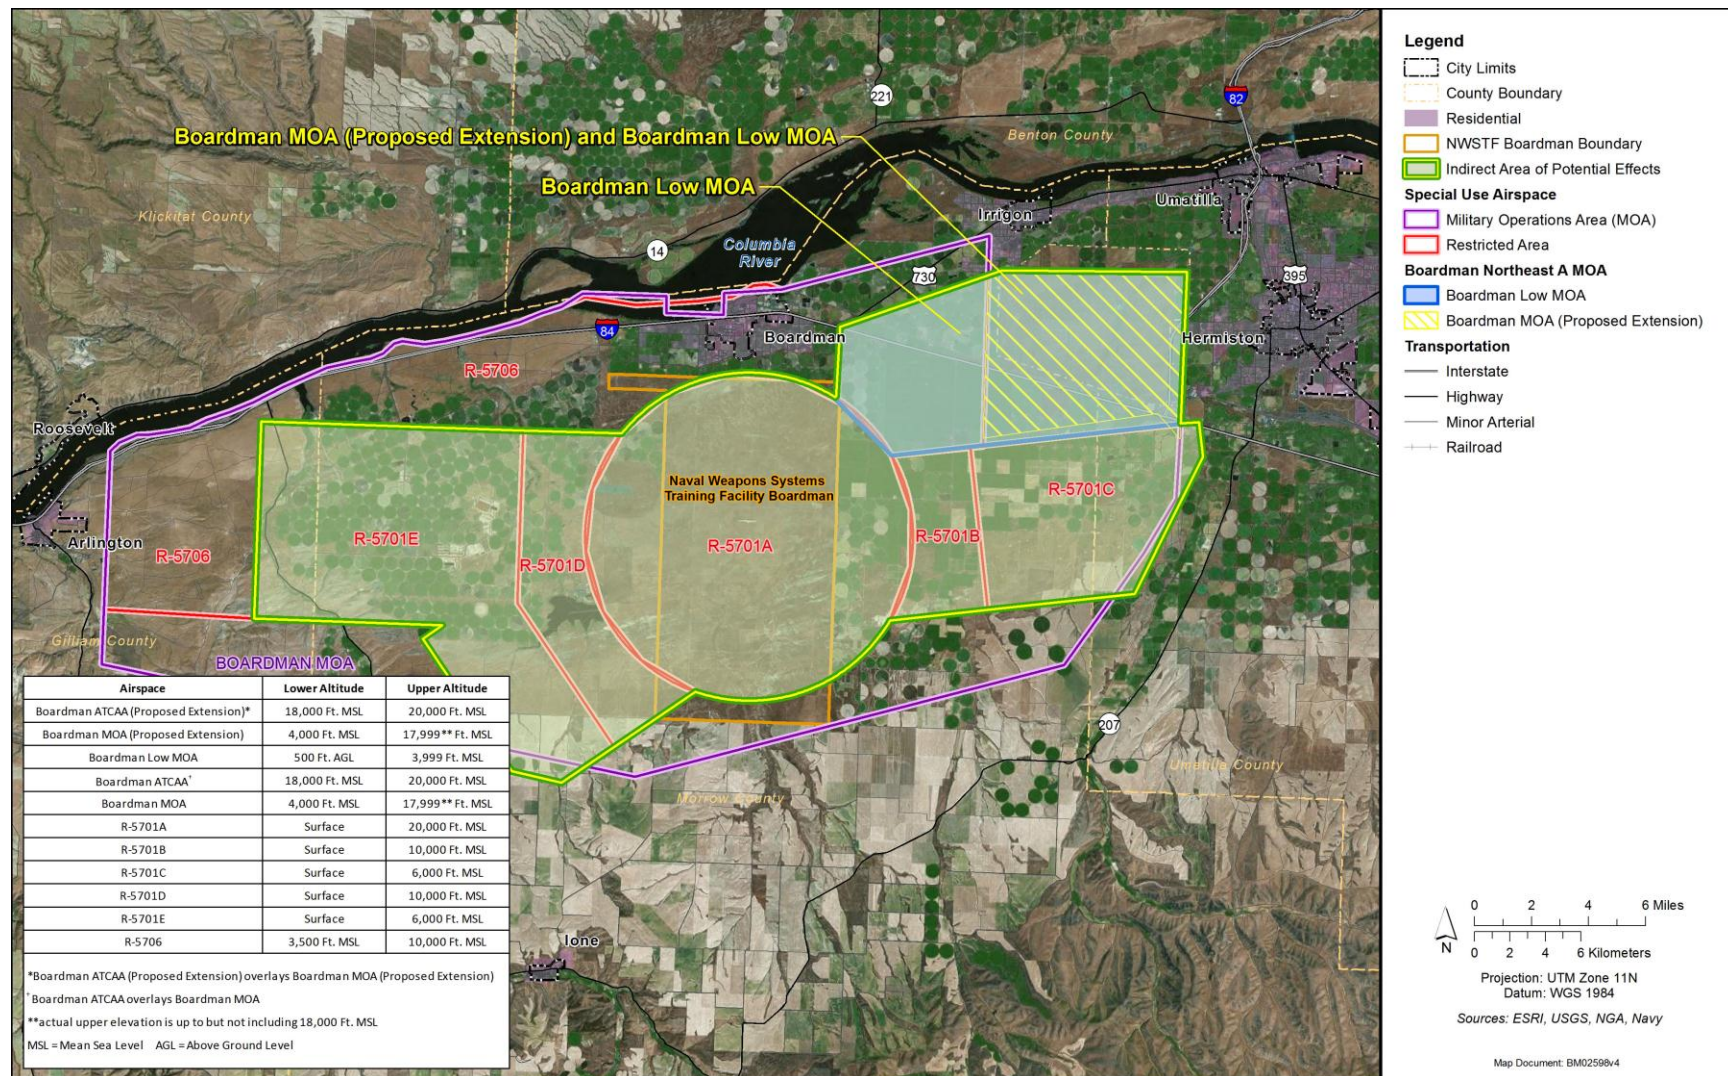 221
82
Boardman MOA (Proposed Extension) and Boardman Low MOA
Benton County
Boardman Low MOA
Umatilla
Klickitat County
Irrigon
14
Columbia
River
730
395
84
Boardman
Hermiston
R-5706
Roosevelt
Naval Weapons Systems
Training Facility Boardman
R-5701C
Arlington
R-5706
R-5701E
R-5701D
R-5701A
R-5701B
Gilliam County
BOARDMAN MOA
207
Umatilla County
Morrow County
Ione
Airspace Lower Altitude Upper Altitude
Boardman ATCAA (Proposed Extension)* 18,000 Ft. MSL 20,000 Ft. MSL
Boardman MOA (Proposed Extension) 4,000 Ft. MSL 17,999** Ft. MSL
Boardman Low MOA 500 Ft. AGL 3,999 Ft. MSL
Boardman ATCAA⁺ 18,000 Ft. MSL 20,000 Ft. MSL
Boardman MOA 4,000 Ft. MSL 17,999** Ft. MSL
R-5701A Surface 20,000 Ft. MSL
R-5701B Surface 10,000 Ft. MSL
R-5701C Surface 6,000 Ft. MSL
R-5701D Surface 10,000 Ft. MSL
R-5701E Surface 6,000 Ft. MSL
R-5706 3,500 Ft. MSL 10,000 Ft. MSL
*Boardman ATCAA (Proposed Extension) overlays Boardman MOA (Proposed Extension)
⁺Boardman ATCAA overlays Boardman MOA
**actual upper elevation is up to but not including 18,000 Ft. MSL
MSL = Mean Sea Level AGL = Above Ground Level
Legend
City Limits
County Boundary
Residential
NWSTF Boardman Boundary
Indirect Area of Potential Effects
Special Use Airspace
Military Operations Area (MOA)
Restricted Area
Boardman Northeast A MOA
Boardman Low MOA
Boardman MOA (Proposed Extension)
Transportation
Interstate
Highway
Minor Arterial
Railroad
0 2 4 6 Miles
0 2 4 6 Kilometers
N
Projection: UTM Zone 11N
Datum: WGS 1984
Sources: ESRI, USGS, NGA, Navy
Map Document: BM02598v4